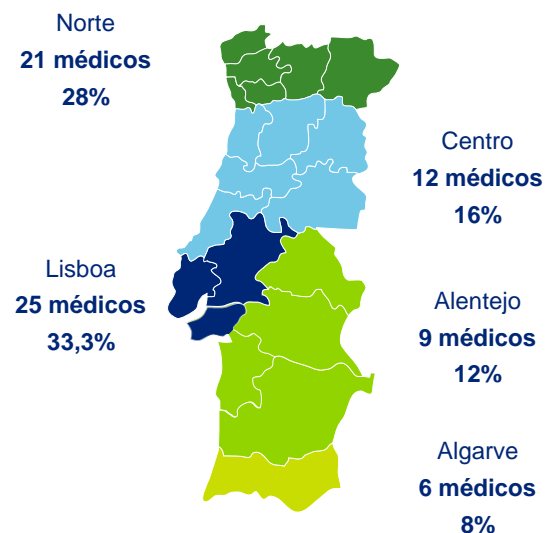 Norte
21 médicos
28%
Centro
12 médicos
16%
Lisboa
25 médicos
33,3%
Alentejo
9 médicos
12%
Algarve
6 médicos
8%